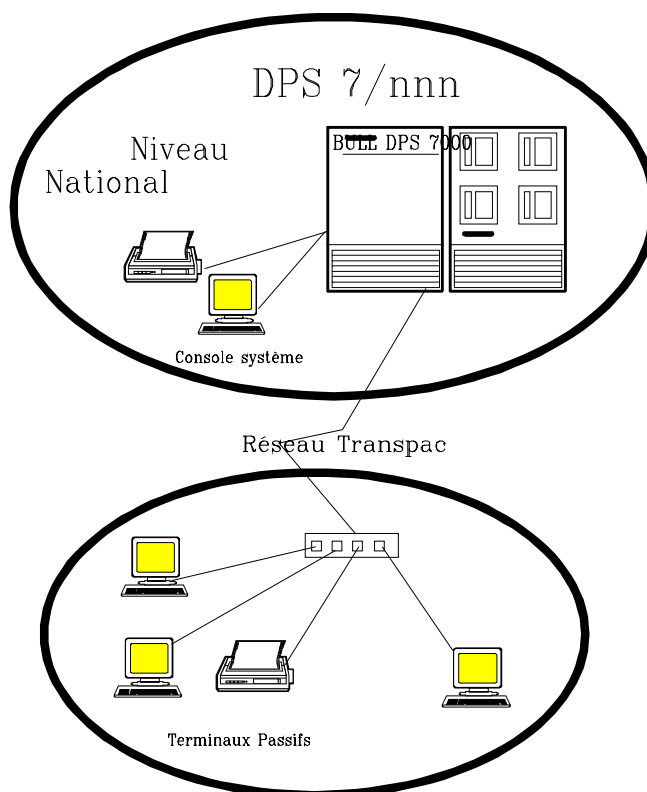 DPS 7/nnn
BULL DPS 7000
Niveau
National
Console système
Réseau Transpac
Terminaux Passifs